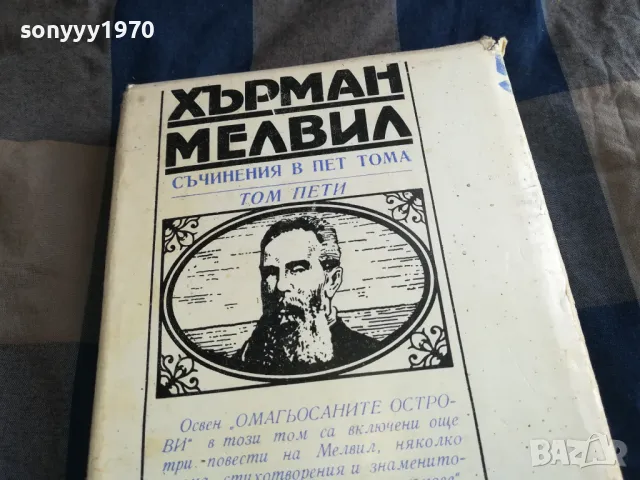 sonyyy1970
ХЪРМАН
МЕЛВИЛ
СЪЧИНЕНИЯ В ПЕТ ТОМА
ТОМ ПЕТИ
Освен „ОМАГЬОСАНИТЕ ОСТРО-
ВИ" в този том са включени още
три повести на Мелвил, няколко
стихотворения и знаменито-
BAZAR